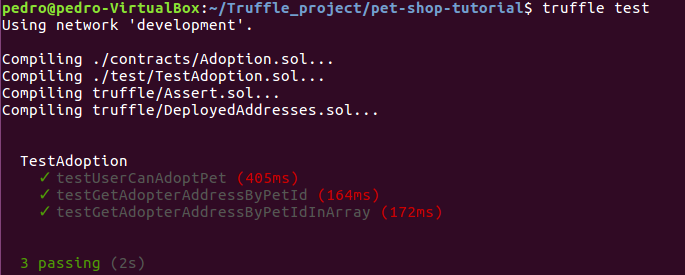 pedro@pedro-VirtualBox:~/Truffle_project/pet-shop-tutorial$ truffle test
Using network 'development'.
Compiling ./contracts/Adoption.sol...
Compiling ./test/TestAdoption.sol...
Compiling truffle/Assert.sol...
Compiling truffle/DeployedAddresses.sol...
TestAdoption
✓ testUserCanAdoptPet (405ms)
✓ testGetAdopterAddressByPetId (164ms)
✓ testGetAdopterAddressByPetIdInArray (172ms)
3 passing (2s)